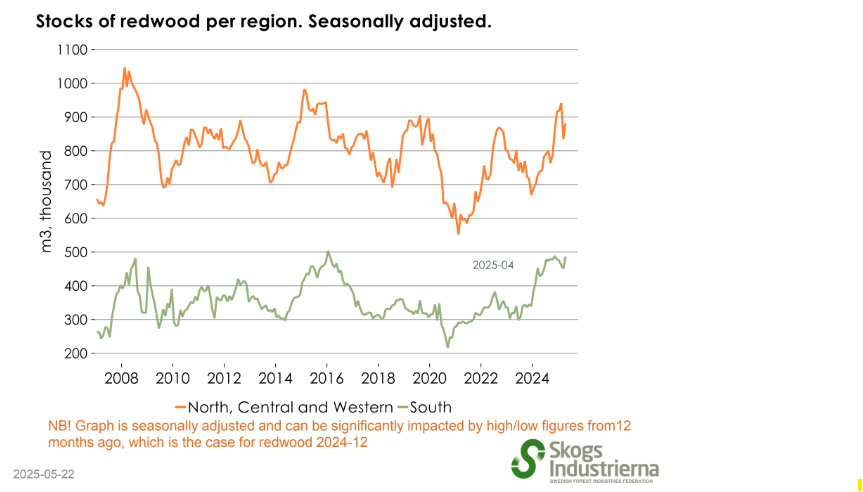 Stocks of redwood per region. Seasonally adjusted.
1100
1000
900
800
700
600
500
400
300
200
m3, thousand
2025-04
2008 2010 2012 2014 2016 2018 2020 2022 2024
North, Central and Western South
NB! Graph is seasonally adjusted and can be significantly impacted by high/low figures from12
months ago, which is the case for redwood 2024-12
Skogs
Industrierna
SWEDISH FOREST INDUSTRIES FEDERATION
2025-05-22